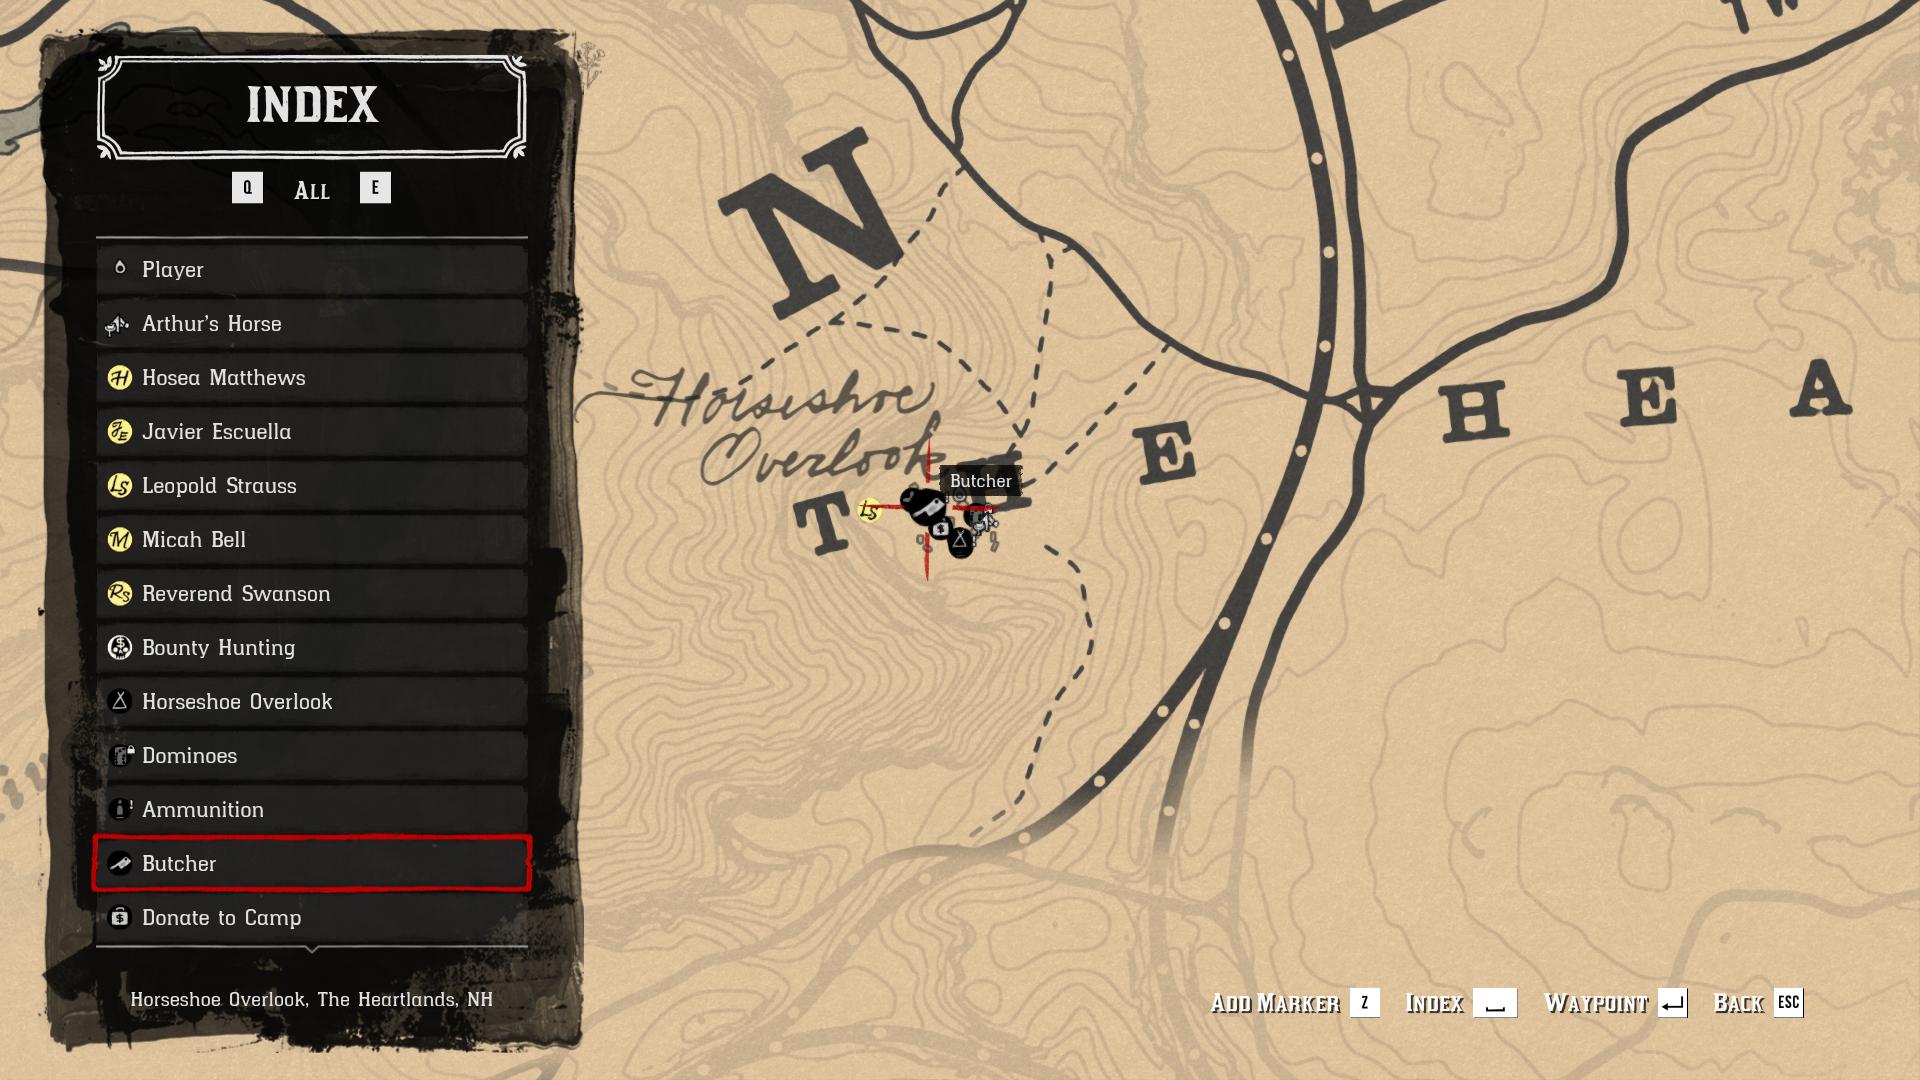 INDEX
Q All E
Player
Arthur's Horse
Hosea Matthews
Javier Escuella
Leopold Strauss
Micah Bell
Reverend Swanson
Bounty Hunting
Horseshoe Overlook
Dominoes
Ammunition
Butcher
Donate to Camp
Horseshoe Overlook, The Heartlands, NH
N
Horseshoe
Overlook
T H E H E A
LS
Butcher
Add Marker Z Index Waypoint Back ESC